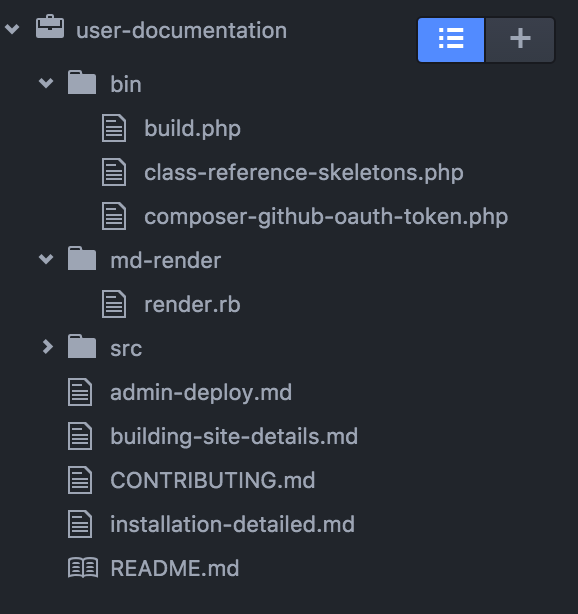 user-documentation
bin
build.php
class-reference-skeletons.php
composer-github-oauth-token.php
md-render
render.rb
src
admin-deploy.md
building-site-details.md
CONTRIBUTING.md
installation-detailed.md
README.md